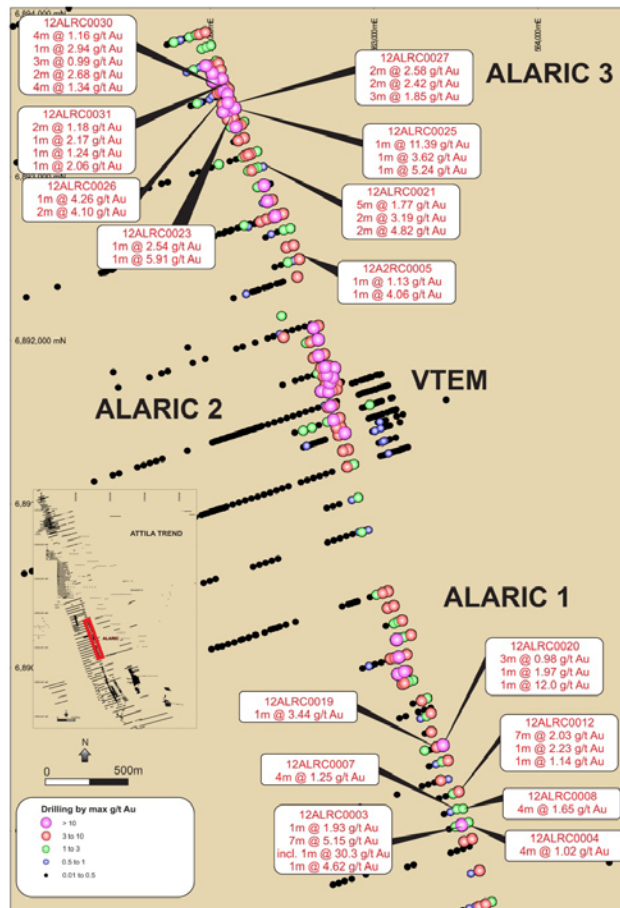 6,894,000 mN
12ALRC0030
4m @ 1.16 g/t Au
1m @ 2.94 g/t Au
3m @ 0.99 g/t Au
2m @ 2.68 g/t Au
4m @ 1.34 g/t Au
12ALRC0027
2m @ 2.58 g/t Au
2m @ 2.42 g/t Au
3m @ 1.85 g/t Au
ALARIC 3
12ALRC0031
2m @ 1.18 g/t Au
1m @ 2.17 g/t Au
1m @ 1.24 g/t Au
1m @ 2.06 g/t Au
12ALRC0025
1m @ 11.39 g/t Au
1m @ 3.62 g/t Au
1m @ 5.24 g/t Au
12ALRC0026
1m @ 4.26 g/t Au
2m @ 4.10 g/t Au
12ALRC0021
5m @ 1.77 g/t Au
2m @ 3.19 g/t Au
2m @ 4.82 g/t Au
12ALRC0023
1m @ 2.54 g/t Au
1m @ 5.91 g/t Au
12A2RC0005
1m @ 1.13 g/t Au
1m @ 4.06 g/t Au
6,892,000 mN
VTEM
ALARIC 2
ATTILA TREND
ALARIC
ALARIC 1
12ALRC0020
3m @ 0.98 g/t Au
1m @ 1.97 g/t Au
1m @ 12.0 g/t Au
12ALRC0019
1m @ 3.44 g/t Au
12ALRC0012
7m @ 2.03 g/t Au
1m @ 2.23 g/t Au
1m @ 1.14 g/t Au
12ALRC0007
4m @ 1.25 g/t Au
12ALRC0008
4m @ 1.65 g/t Au
12ALRC0003
1m @ 1.93 g/t Au
7m @ 5.15 g/t Au
incl. 1m @ 30.3 g/t Au
1m @ 4.62 g/t Au
12ALRC0004
4m @ 1.02 g/t Au
N
0 500m
Drilling by max g/t Au
> 10
3 to 10
1 to 3
0.5 to 1
0.01 to 0.5